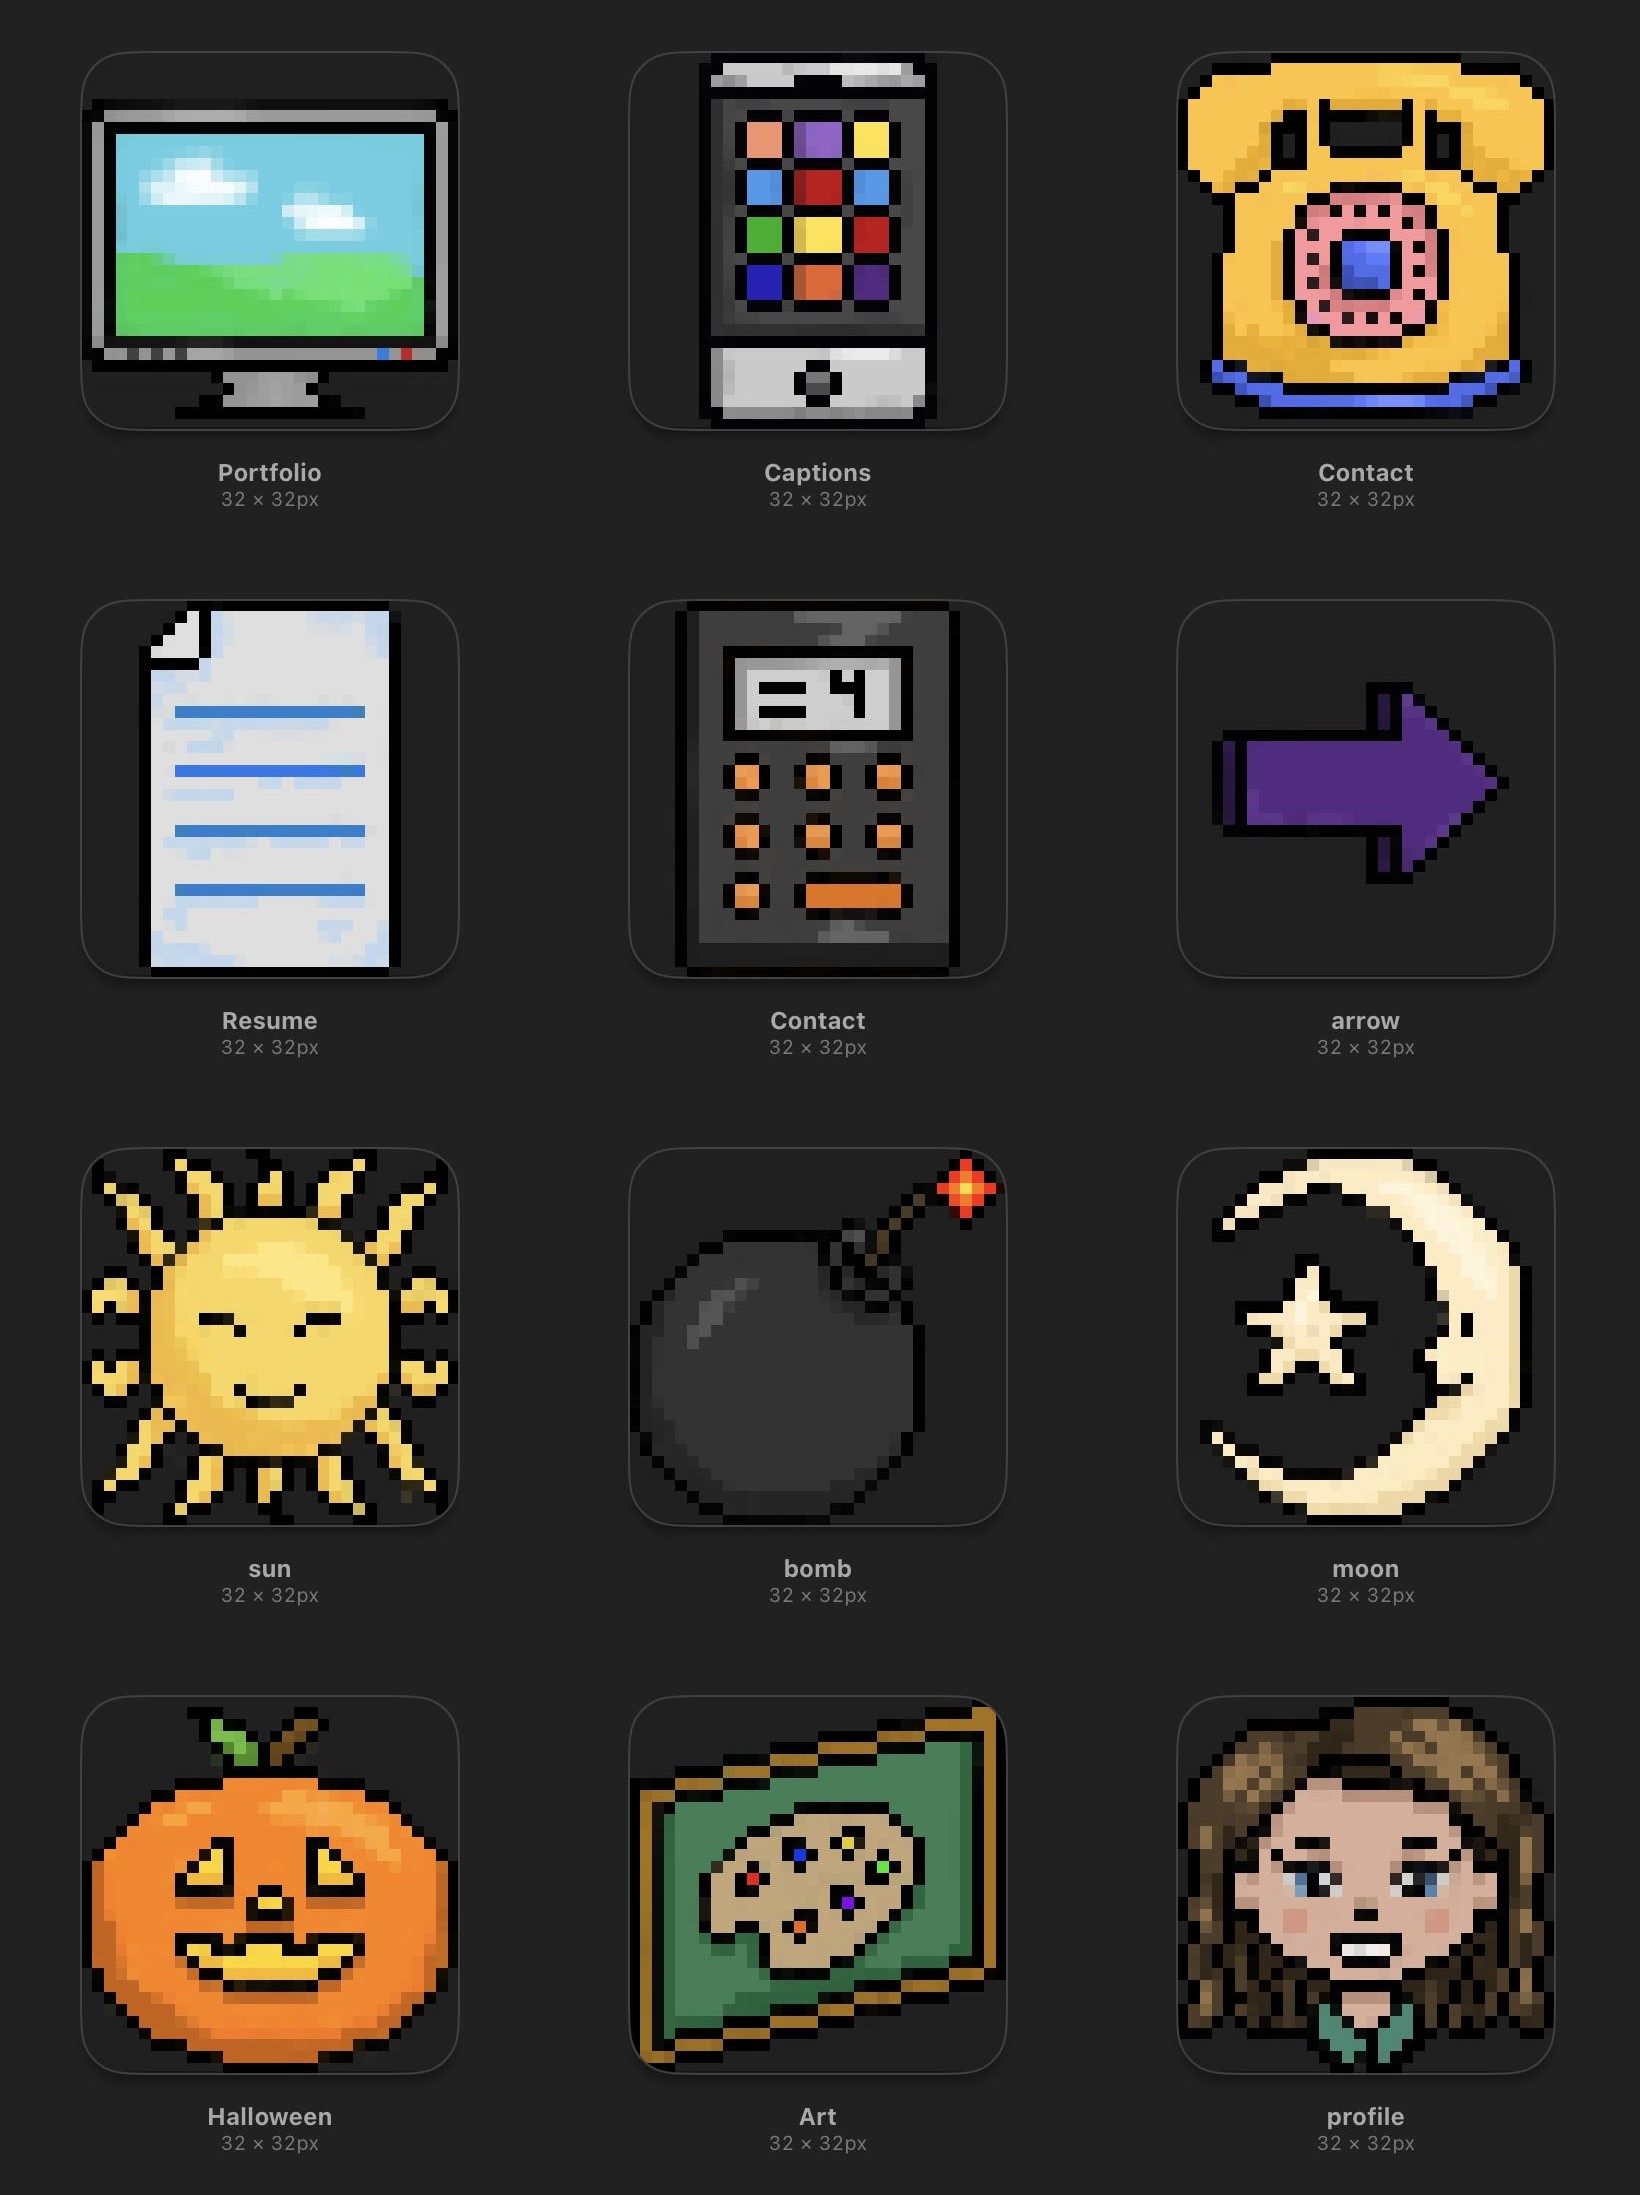 Portfolio
32 × 32px
Captions
32 × 32px
Contact
32 × 32px
= 4
Resume
32 × 32px
Contact
32 × 32px
arrow
32 × 32px
sun
32 × 32px
bomb
32 × 32px
moon
32 × 32px
Halloween
32 × 32px
Art
32 × 32px
profile
32 × 32px